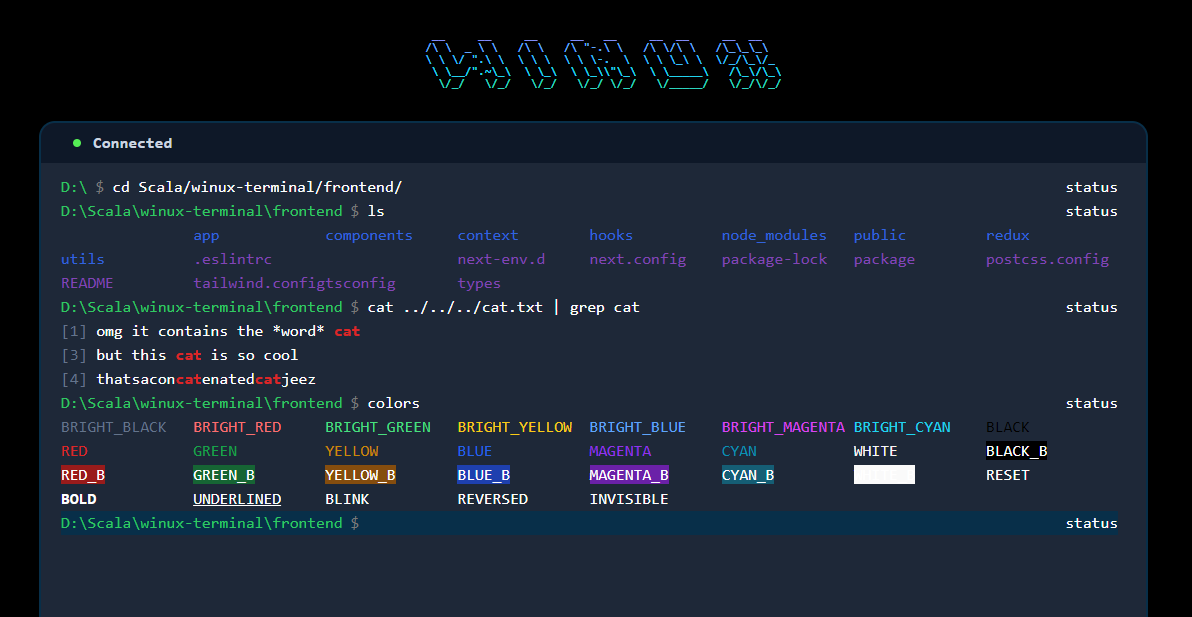 WINUX
Connected
D:\ $ cd Scala/winux-terminal/frontend/ status
D:\Scala\winux-terminal\frontend $ ls status
app components context hooks node_modules public redux
utils .eslintrc next-env.d next.config package-lock package postcss.config
README tailwind.configtsconfig types
D:\Scala\winux-terminal\frontend $ cat ../../../cat.txt | grep cat status
[1] omg it contains the *word* cat
[3] but this cat is so cool
[4] thatsaconcatenatedcatjeez
D:\Scala\winux-terminal\frontend $ colors status
BRIGHT_BLACK BRIGHT_RED BRIGHT_GREEN BRIGHT_YELLOW BRIGHT_BLUE BRIGHT_MAGENTA BRIGHT_CYAN BLACK
RED GREEN YELLOW BLUE MAGENTA CYAN WHITE BLACK_B
RED_B GREEN_B YELLOW_B BLUE_B MAGENTA_B CYAN_B RESET
BOLD UNDERLINED BLINK REVERSED INVISIBLE
D:\Scala\winux-terminal\frontend $ status